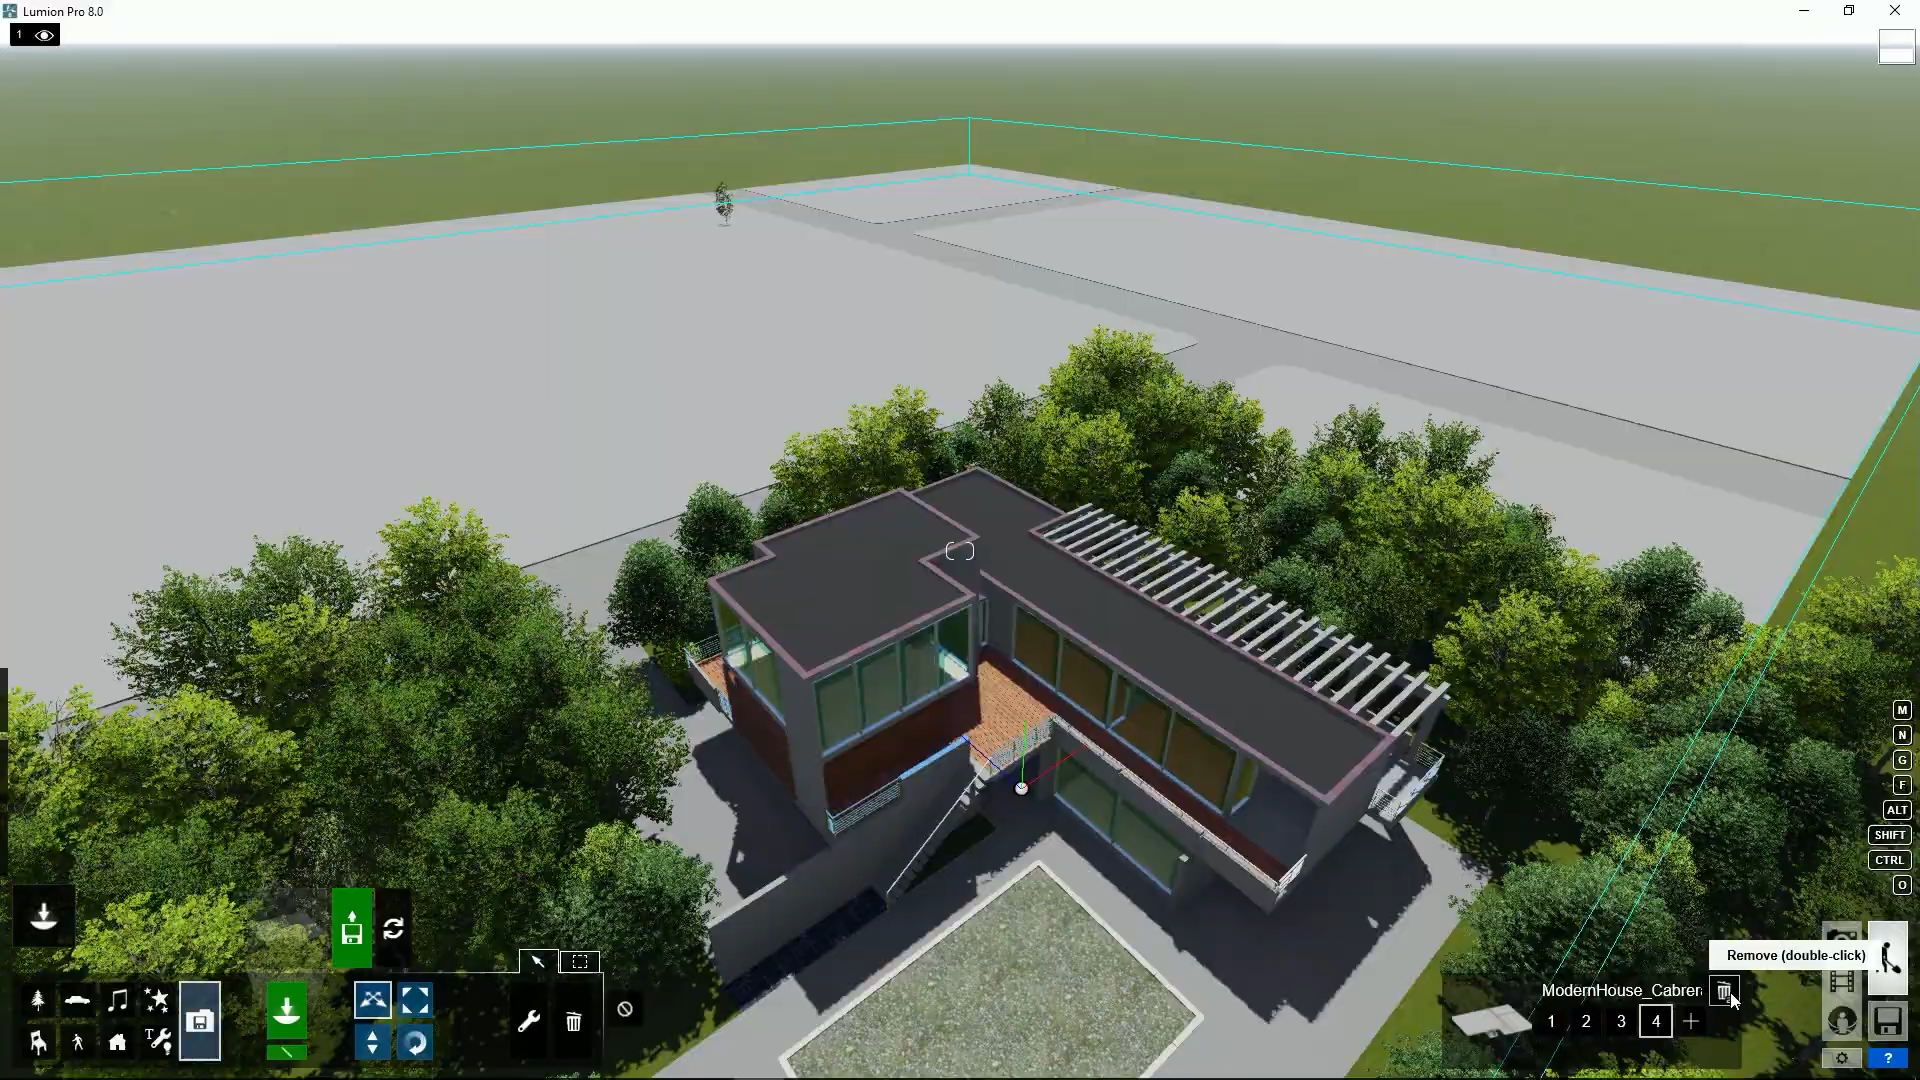 Lumion Pro 8.0
1
M
N
G
F
ALT
SHIFT
CTRL
O
Remove (double-click)
ModernHouse_Cabrer
1 2 3 4 +
T
?